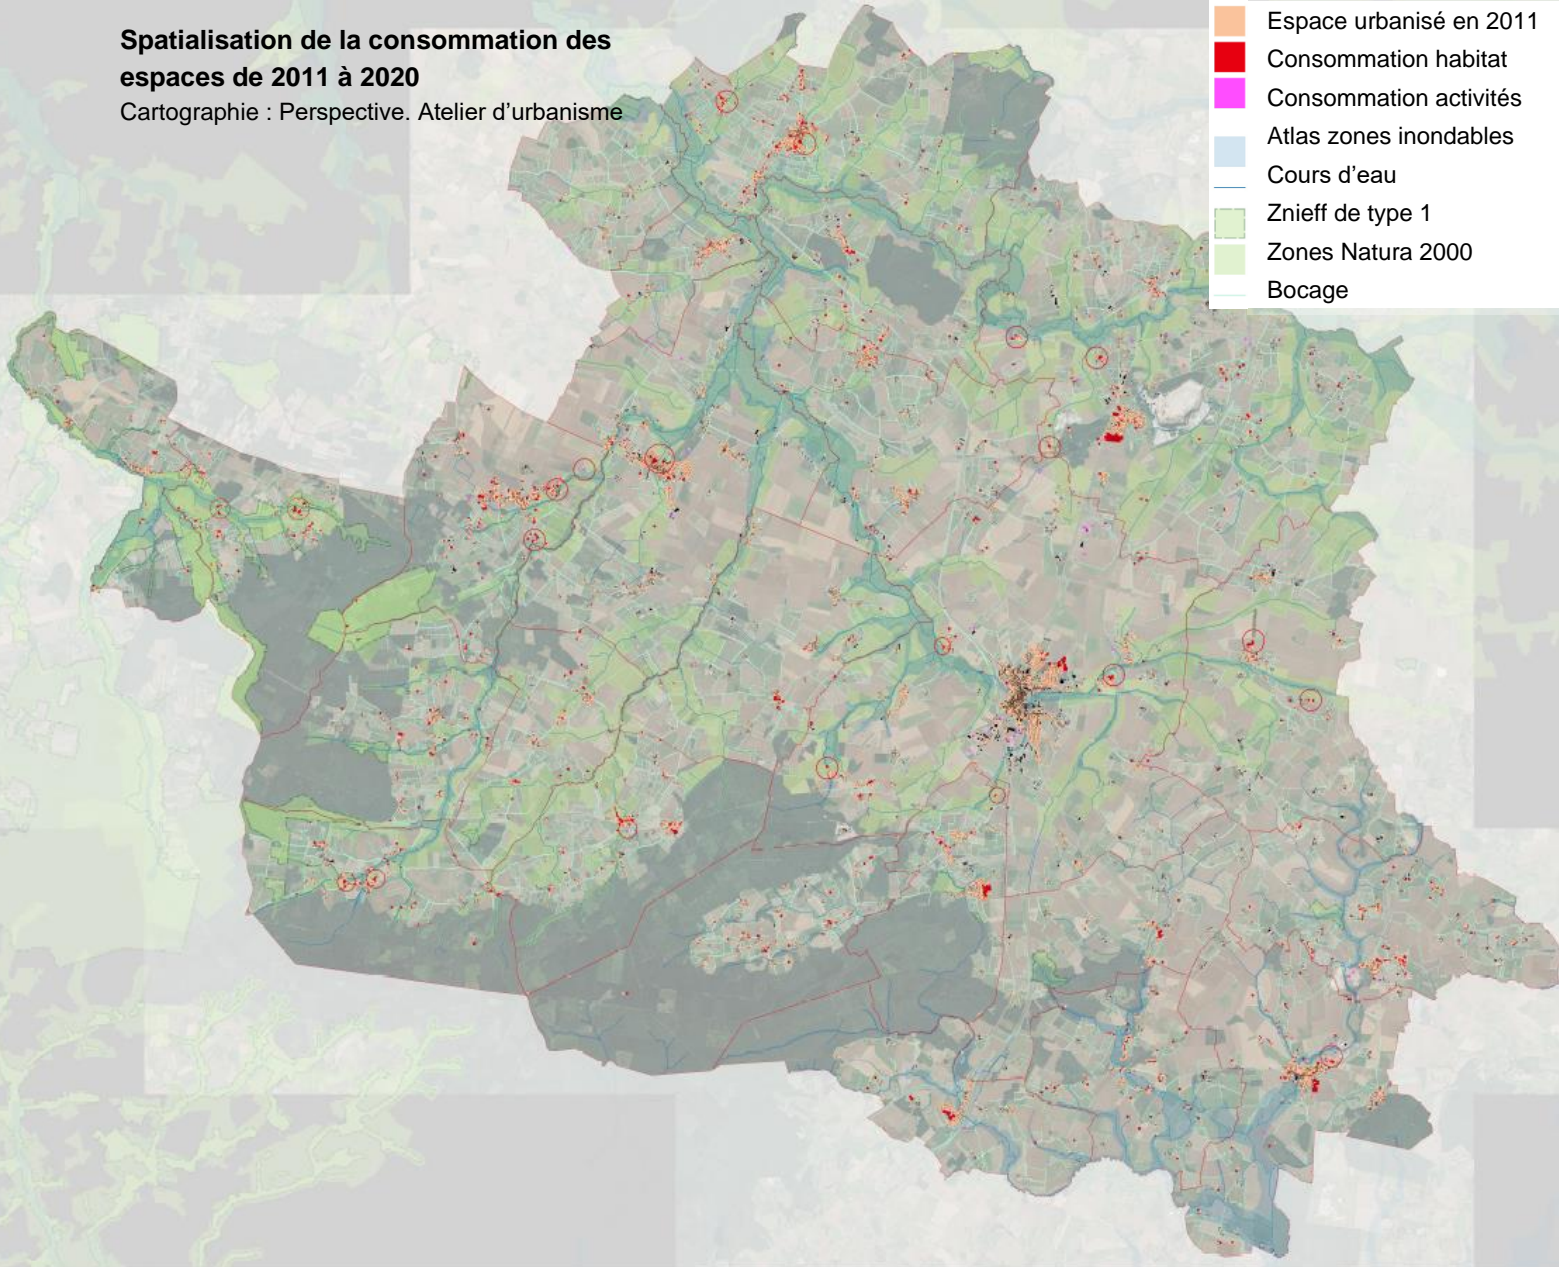 Spatialisation de la consommation des
espaces de 2011 à 2020
Cartographie : Perspective. Atelier d'urbanisme
Espace urbanisé en 2011
Consommation habitat
Consommation activités
Atlas zones inondables
Cours d'eau
Znieff de type 1
Zones Natura 2000
Bocage